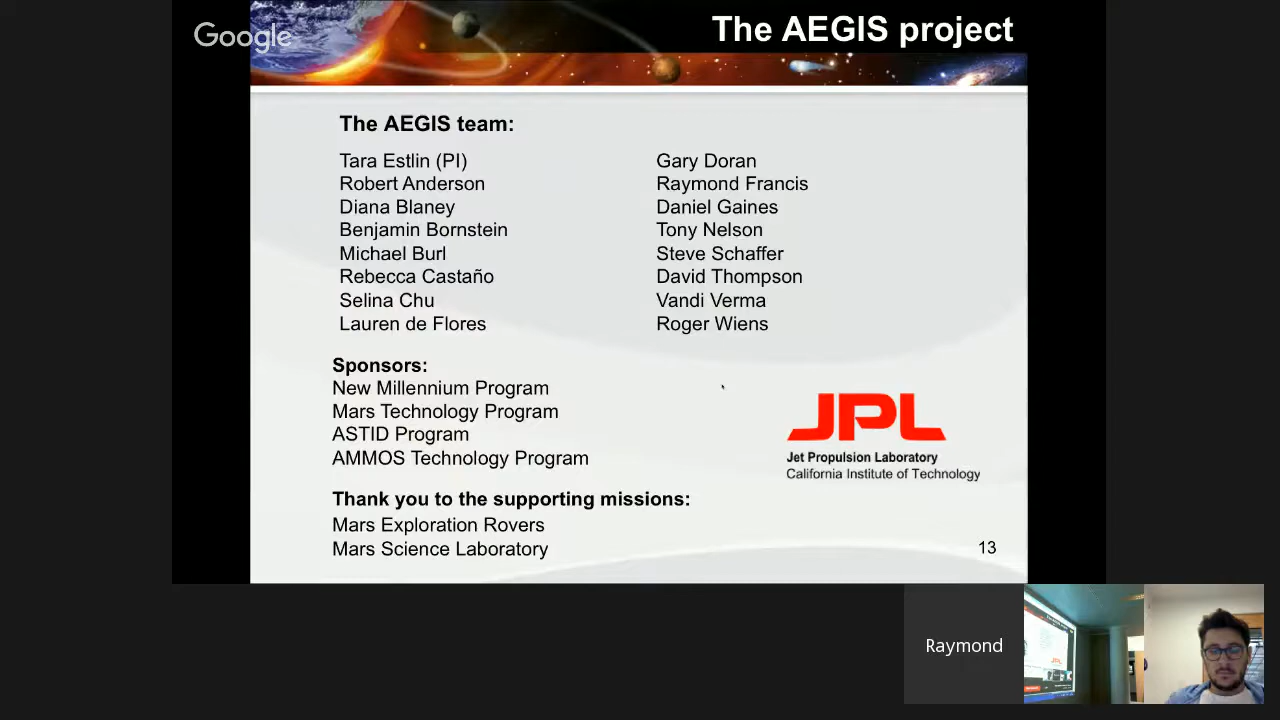 Google
The AEGIS project
The AEGIS team:
Tara Estlin (PI)
Robert Anderson
Diana Blaney
Benjamin Bornstein
Michael Burl
Rebecca Castaño
Selina Chu
Lauren de Flores
Gary Doran
Raymond Francis
Daniel Gaines
Tony Nelson
Steve Schaffer
David Thompson
Vandi Verma
Roger Wiens
Sponsors:
New Millennium Program
Mars Technology Program
ASTID Program
AMMOS Technology Program
JPL
Jet Propulsion Laboratory
California Institute of Technology
Thank you to the supporting missions:
Mars Exploration Rovers
Mars Science Laboratory
13
Raymond
JPL